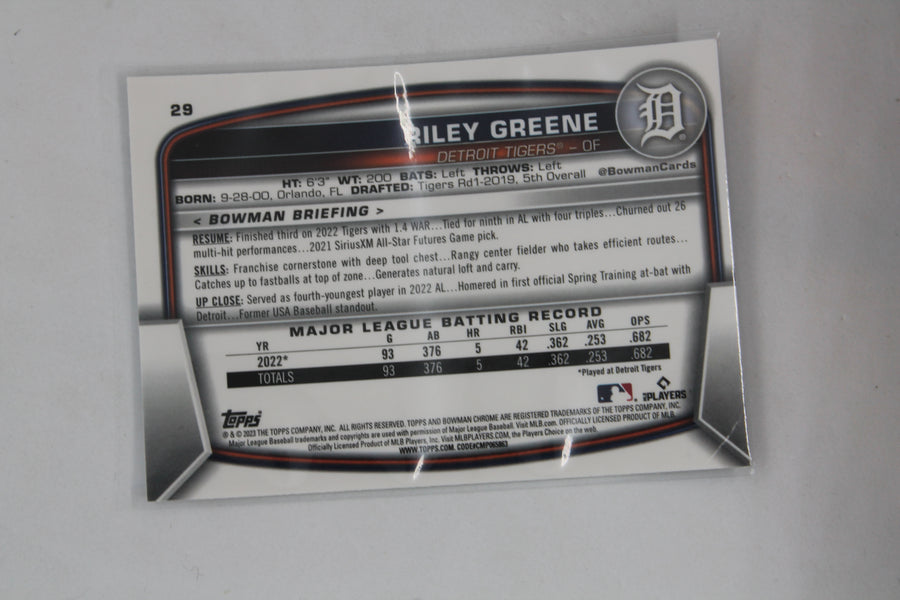 29
RILEY GREENE
D
DETROIT TIGERS® – OF
HT: 6'3" WT: 200 BATS: Left THROWS: Left
@BowmanCards
BORN: 9-28-00, Orlando, FL DRAFTED: Tigers Rd1-2019, 5th Overall
< BOWMAN BRIEFING >
RESUME: Finished third on 2022 Tigers with 1.4 WAR...Tied for ninth in AL with four triples...Churned out 26
multi-hit performances...2021 SiriusXM All-Star Futures Game pick.
SKILLS: Franchise cornerstone with deep tool chest...Rangy center fielder who takes efficient routes...
Catches up to fastballs at top of zone...Generates natural loft and carry.
UP CLOSE: Served as fourth-youngest player in 2022 AL...Homered in first official Spring Training at-bat with
Detroit...Former USA Baseball standout.
MAJOR LEAGUE BATTING RECORD
YR G AB HR RBI SLG AVG OPS
2022* 93 376 5 42 .362 .253 .682
TOTALS 93 376 5 42 .362 .253 .682
*Played at Detroit Tigers
Topps
PLAYERS
® & © 2023 THE TOPPS COMPANY, INC. ALL RIGHTS RESERVED. TOPPS AND BOWMAN CHROME ARE REGISTERED TRADEMARKS OF THE TOPPS COMPANY, INC.
Major League Baseball trademarks and copyrights are used with permission of Major League Baseball. Visit MLB.com. OFFICIALLY LICENSED PRODUCT OF MLB.
Officially Licensed Product of MLB Players, Inc. Visit MLBPLAYERS.COM, the Players Choice on the web.
WWW.TOPPS.COM. CODE#CMP065863